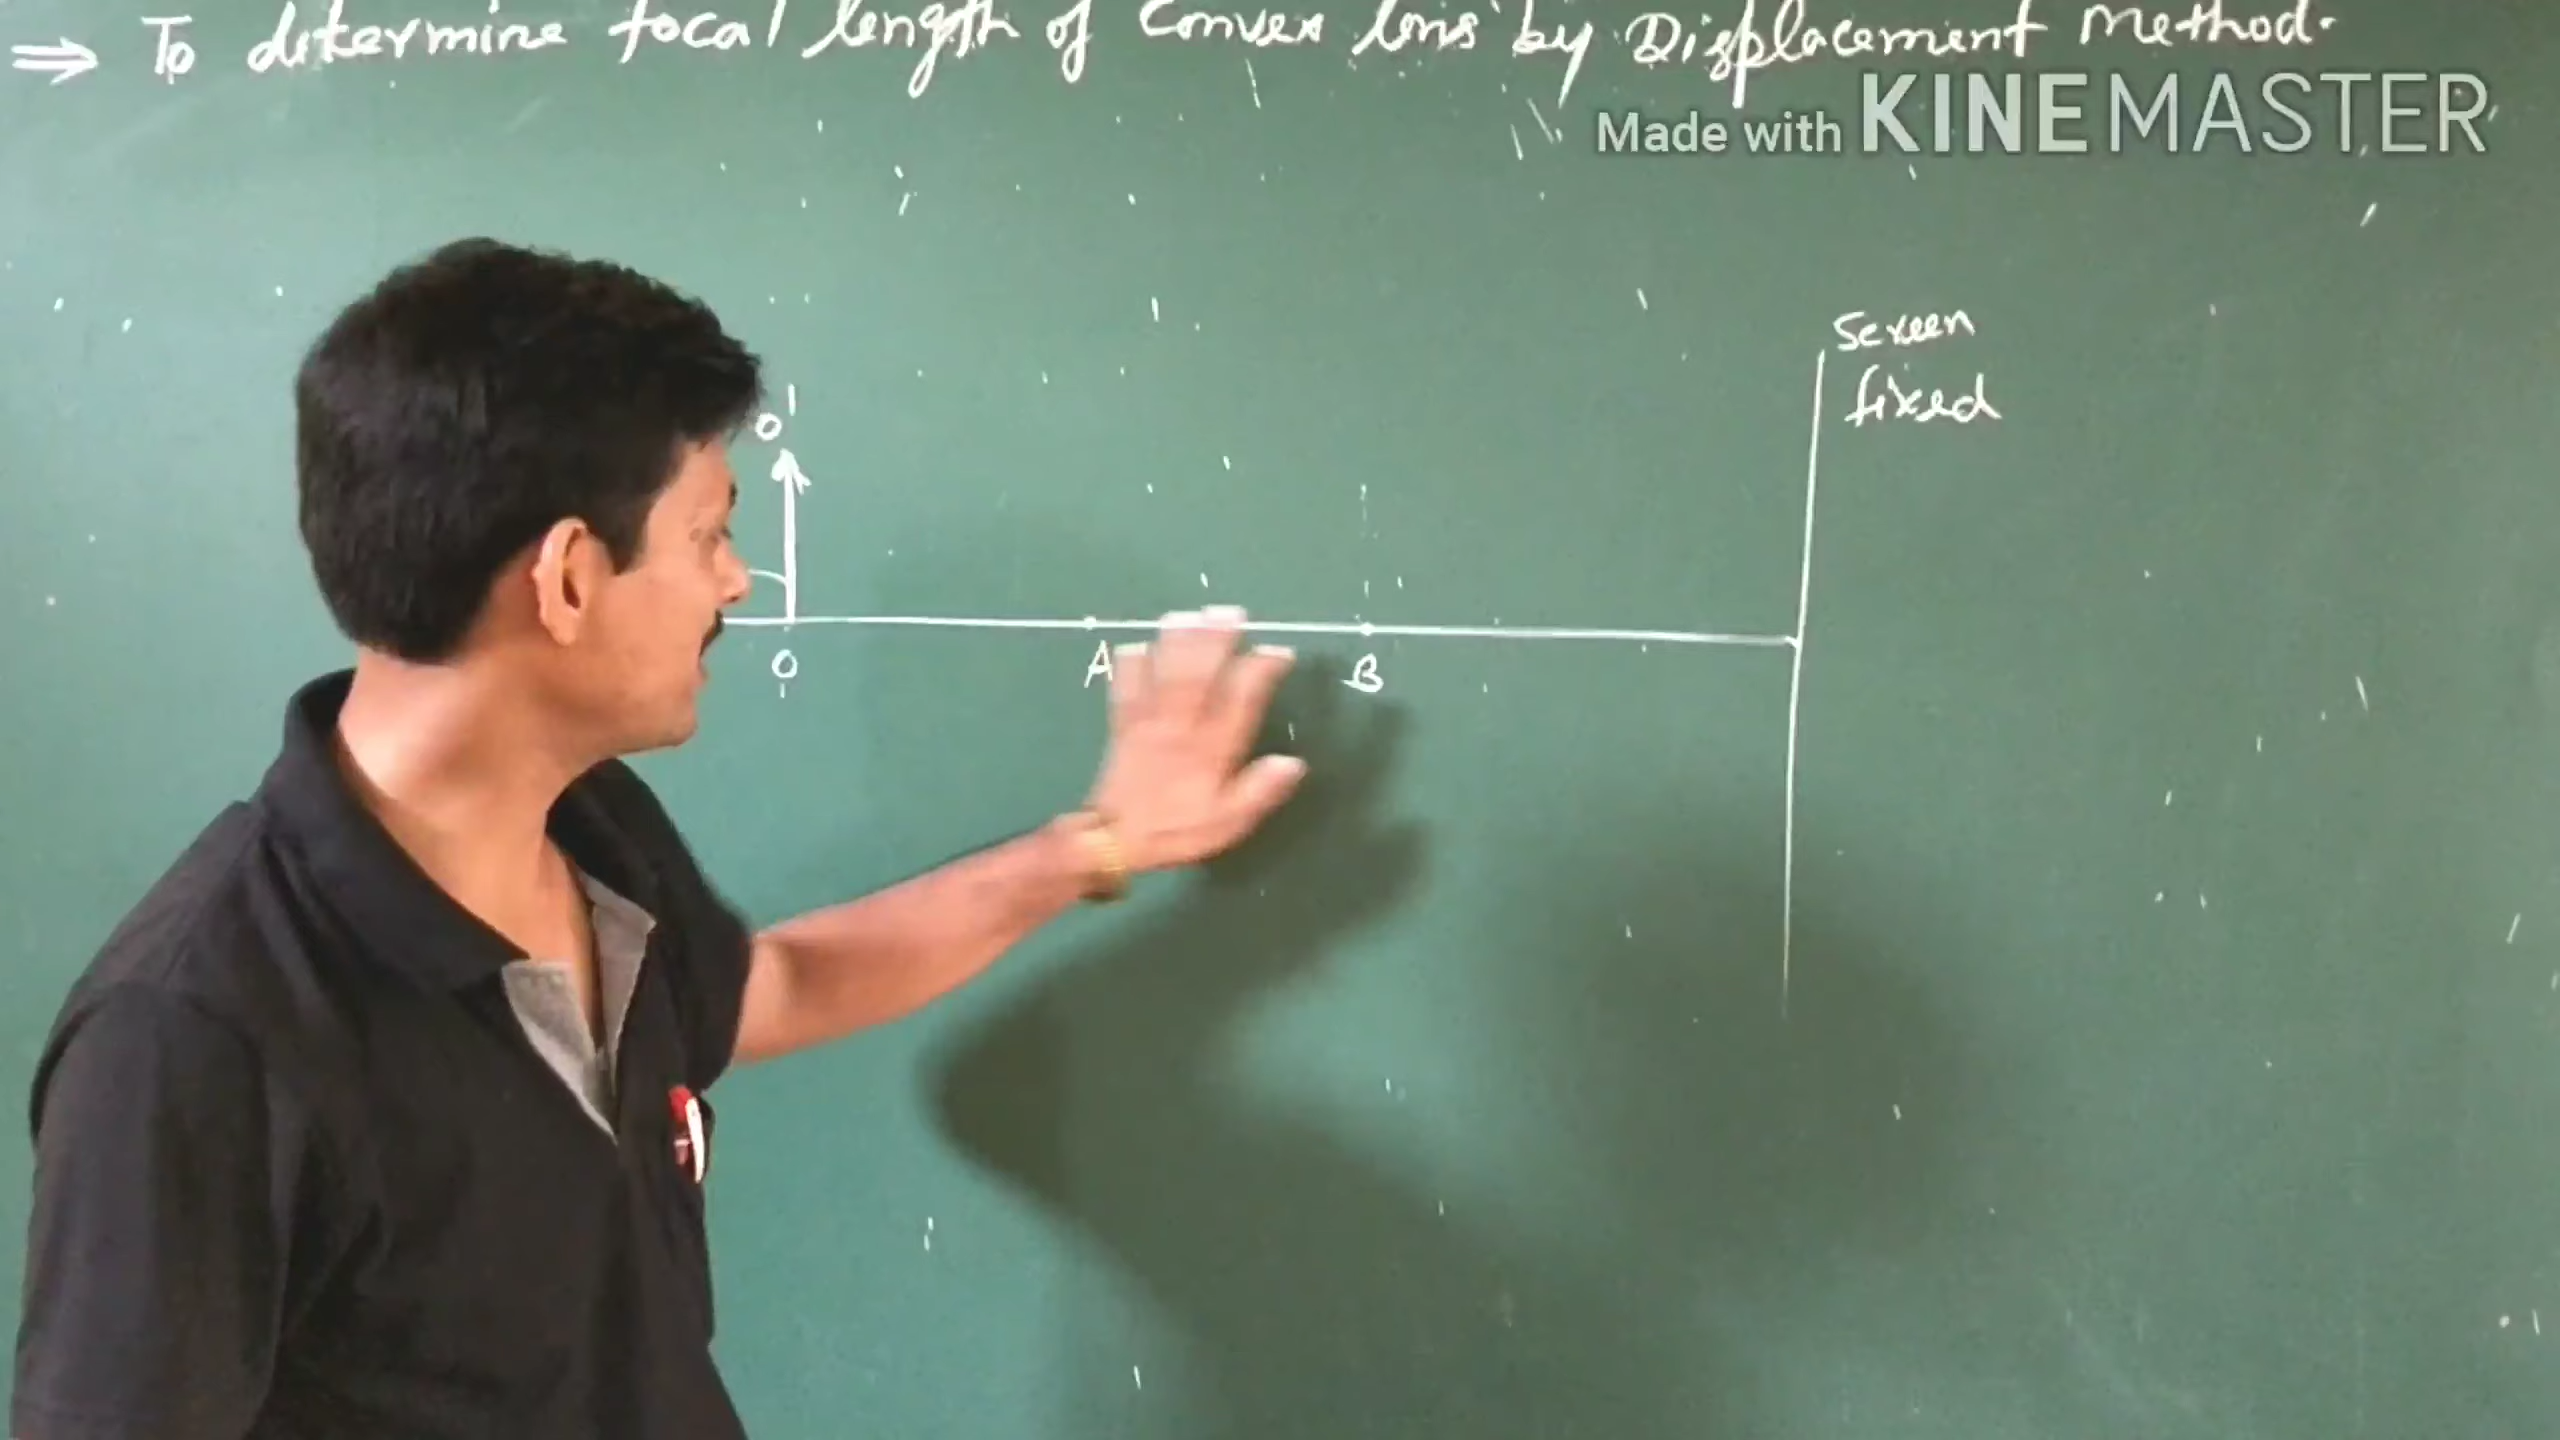 ⇒ To determine focal length of Convex lens by Displacement Method.
Made with KINEMASTER
Screen
fixed
O'
O
A
B